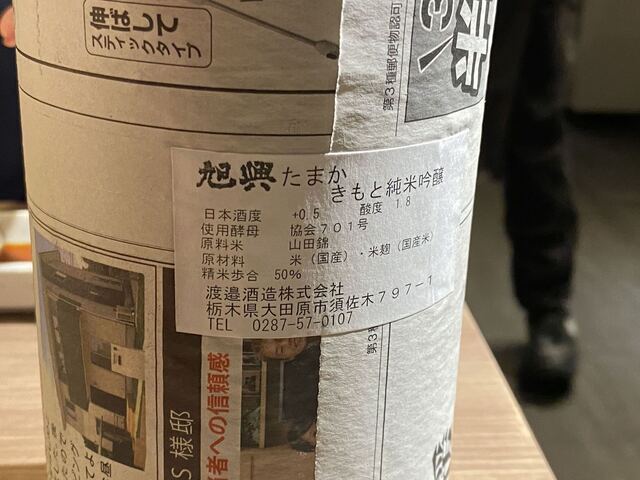 伸ばして
スティックタイプ
第3種郵便物認可
旭興 たまか
きもと純米吟醸
日本酒度 +0.5 酸度 1.8
使用酵母 協会701号
原料米 山田錦
原材料 米(国産)・米麹(国産米)
精米歩合 50%
渡邉酒造株式会社
栃木県大田原市須佐木797-1
TEL 0287-57-0107
第3種
S様邸
者への信頼感